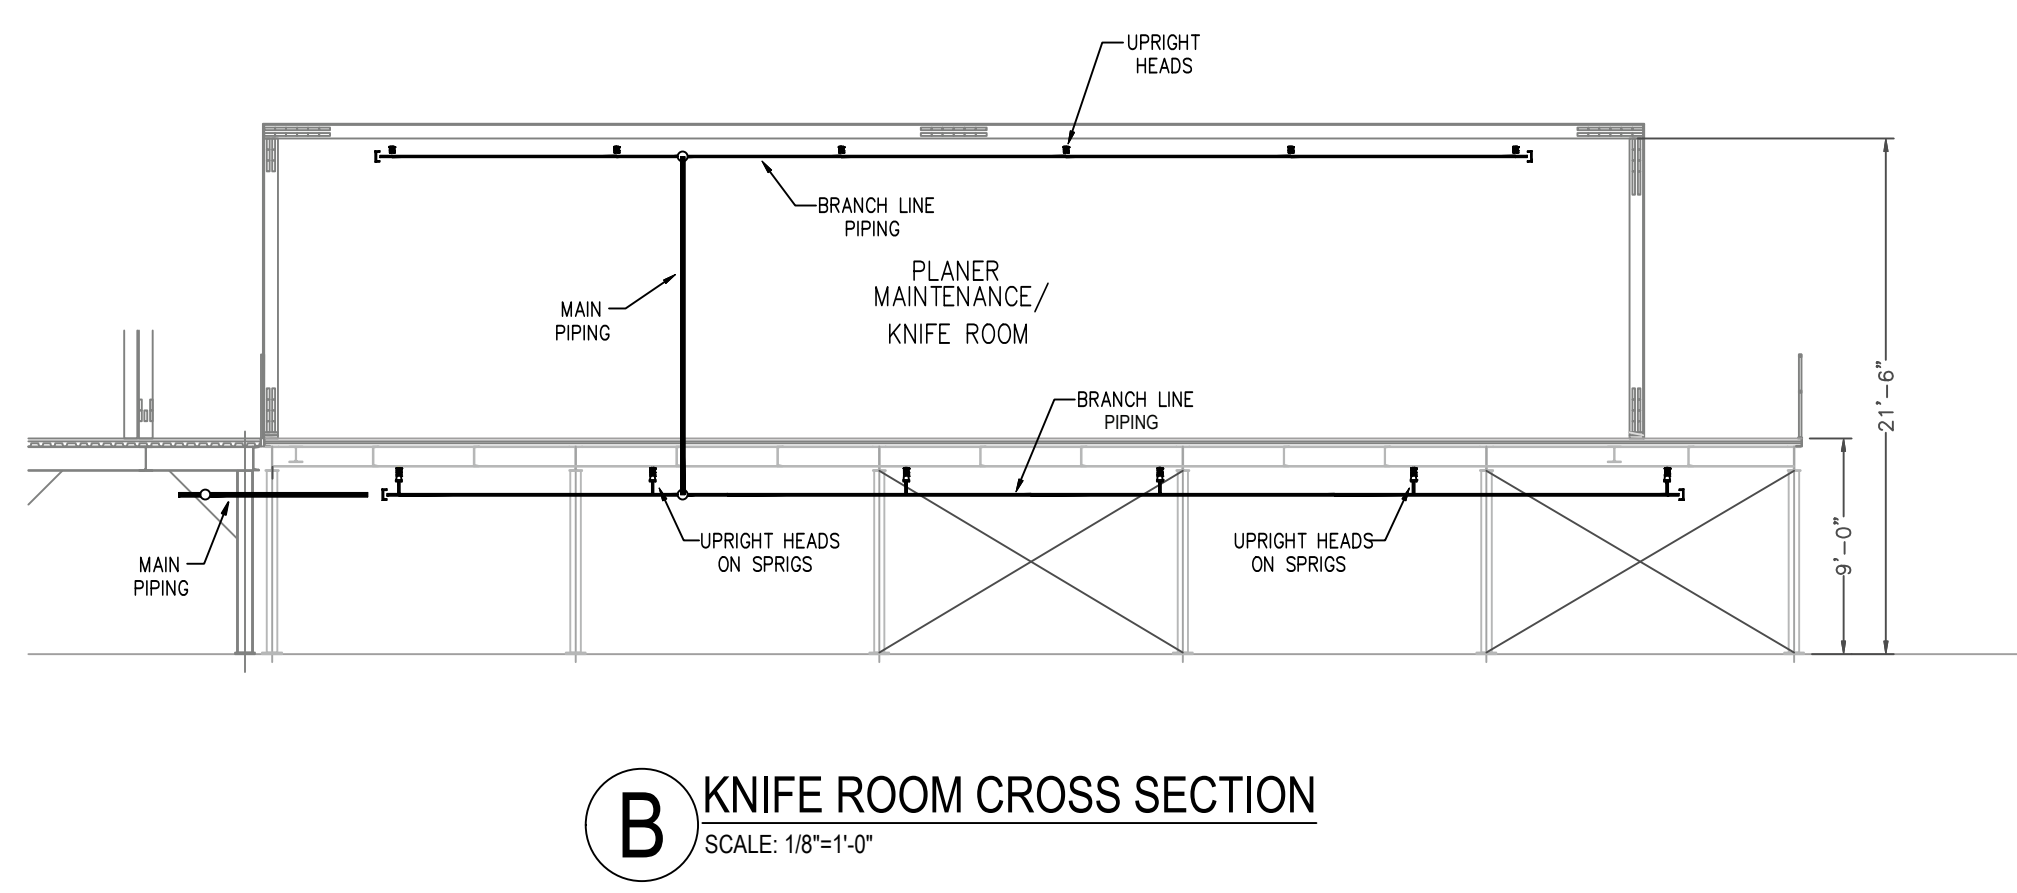 UPRIGHT
HEADS
BRANCH LINE
PIPING
PLANER
MAINTENANCE/
KNIFE ROOM
MAIN
PIPING
BRANCH LINE
PIPING
21'-6"
9'-0"
UPRIGHT HEADS
ON SPRIGS
UPRIGHT HEADS
ON SPRIGS
MAIN
PIPING
B
KNIFE ROOM CROSS SECTION
SCALE: 1/8"=1'-0"